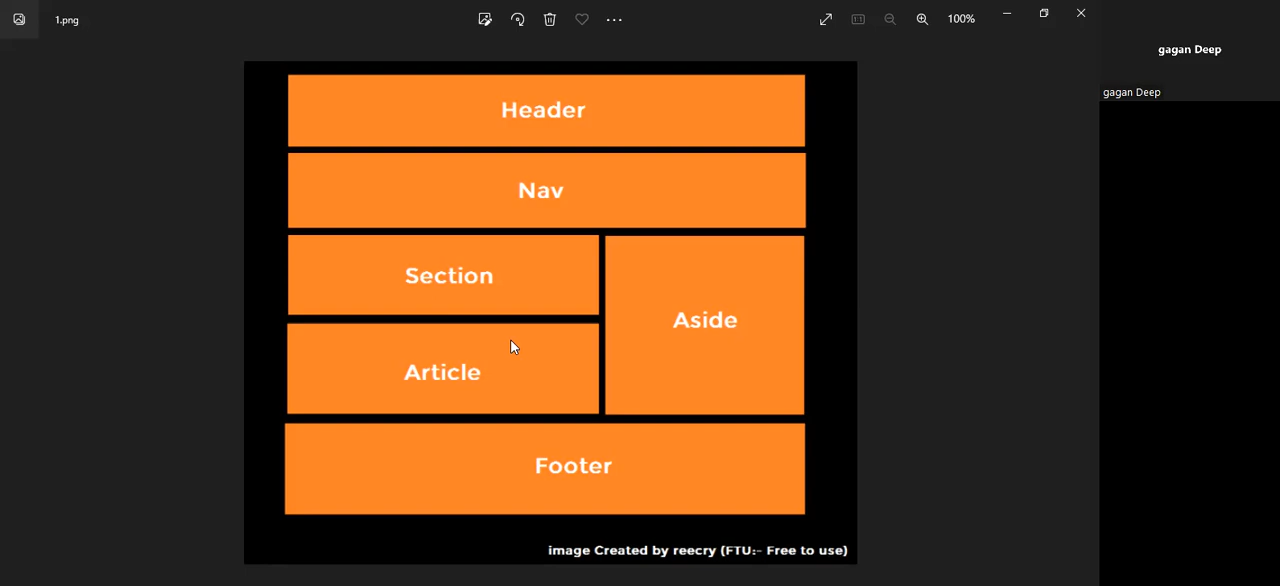 1.png
100%
gagan Deep
gagan Deep
Header
Nav
Section
Aside
Article
Footer
image Created by reecry (FTU:- Free to use)